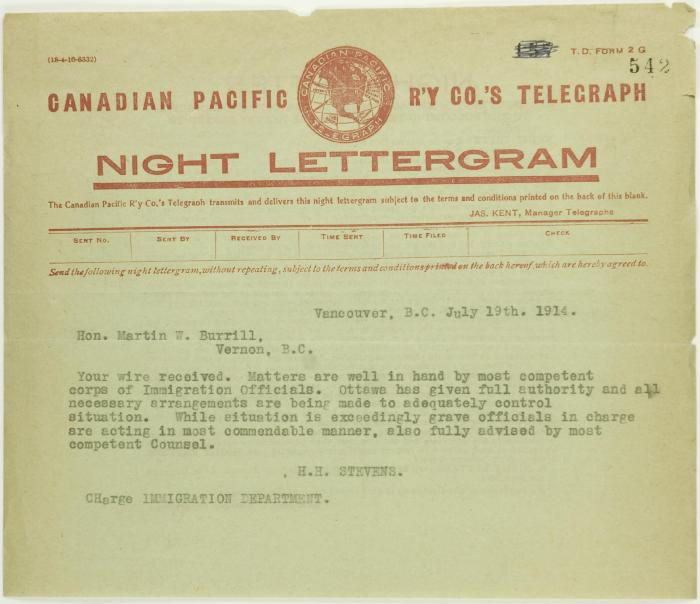 (18-4-10-6332)
T. D. FORM 2 G
542
CANADIAN PACIFIC R'Y CO.'S TELEGRAPH
CANADIAN PACIFIC
TELEGRAPH
NIGHT LETTERGRAM
The Canadian Pacific R'y Co.'s Telegraph transmits and delivers this night lettergram subject to the terms and conditions printed on the back of this blank.
JAS. KENT, Manager Telegraphs
SENT NO. SENT BY RECEIVED BY TIME SENT TIME FILED CHECK
Send the following night lettergram, without repeating, subject to the terms and conditions printed on the back hereof, which are hereby agreed to.
Vancouver, B.C. July 19th. 1914.
Hon. Martin W. Burrill,
Vernon, B.C.
Your wire received. Matters are well in hand by most competent
corps of Immigration Officials. Ottawa has given full authority and all
necessary arrangements are being made to adequately control
situation. While situation is exceedingly grave officials in charge
are acting in most commendable manner, also fully advised by most
competent Counsel.
H.H. STEVENS.
CHarge IMMIGRATION DEPARTMENT.